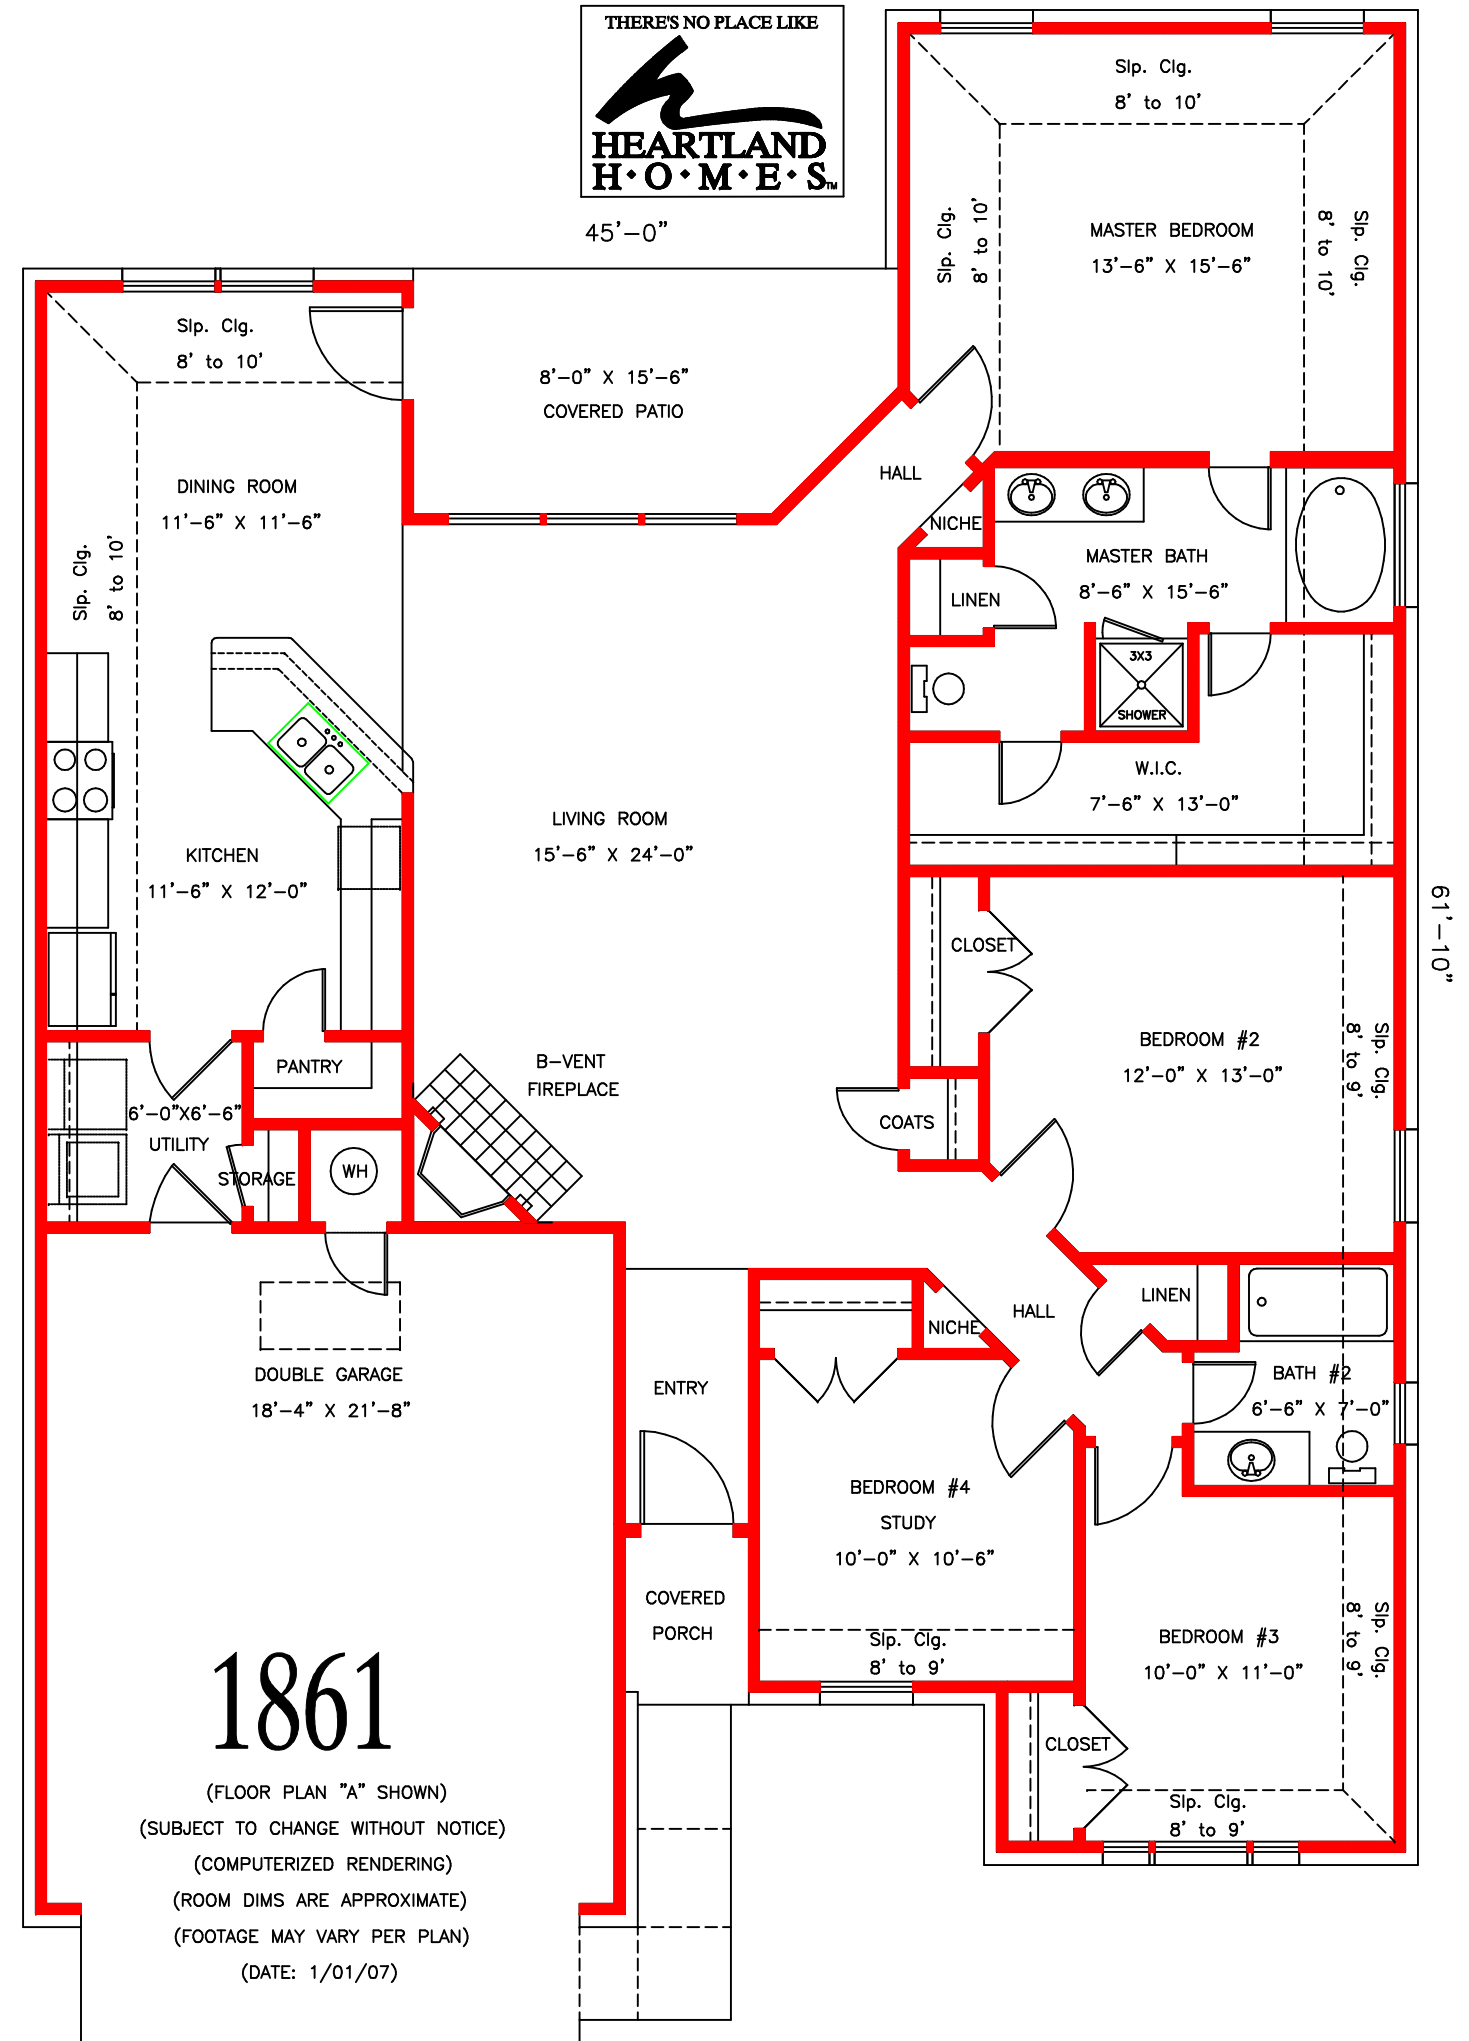 THERE'S NO PLACE LIKE
HEARTLAND
H·O·M·E·S™
45'-0"
Slp. Clg.
8' to 10'
Slp. Clg.
8' to 10'
MASTER BEDROOM
13'-6" X 15'-6"
Slp. Clg.
8' to 10'
Slp. Clg.
8' to 10'
8'-0" X 15'-6"
COVERED PATIO
HALL
NICHE
DINING ROOM
11'-6" X 11'-6"
Slp. Clg.
8' to 10'
MASTER BATH
8'-6" X 15'-6"
LINEN
3X3
SHOWER
W.I.C.
7'-6" X 13'-0"
LIVING ROOM
15'-6" X 24'-0"
KITCHEN
11'-6" X 12'-0"
61'-10"
CLOSET
BEDROOM #2
12'-0" X 13'-0"
Slp. Clg.
8' to 9'
B-VENT
FIREPLACE
PANTRY
6'-0"X6'-6"
UTILITY
STORAGE
WH
COATS
HALL
LINEN
NICHE
DOUBLE GARAGE
18'-4" X 21'-8"
ENTRY
BATH #2
6'-6" X 7'-0"
BEDROOM #4
STUDY
10'-0" X 10'-6"
Slp. Clg.
8' to 9'
COVERED
PORCH
BEDROOM #3
10'-0" X 11'-0"
Slp. Clg.
8' to 9'
CLOSET
Slp. Clg.
8' to 9'
1861
(FLOOR PLAN "A" SHOWN)
(SUBJECT TO CHANGE WITHOUT NOTICE)
(COMPUTERIZED RENDERING)
(ROOM DIMS ARE APPROXIMATE)
(FOOTAGE MAY VARY PER PLAN)
(DATE: 1/01/07)